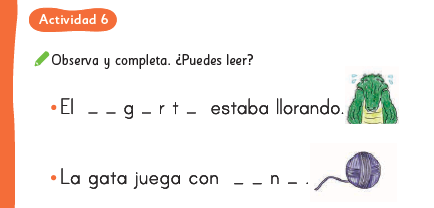 Actividad 6
Observa y completa. ¿Puedes leer?
• El _ _ g _ r t _ estaba llorando.
• La gata juega con _ _ n _ .